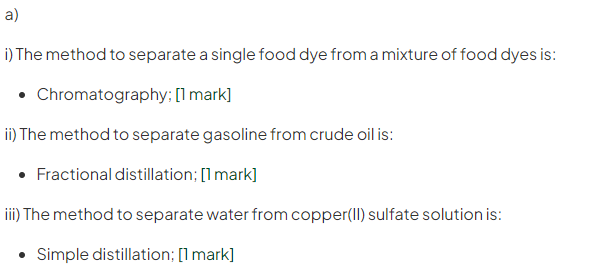 a)
i) The method to separate a single food dye from a mixture of food dyes is:
• Chromatography; [1 mark]
ii) The method to separate gasoline from crude oil is:
• Fractional distillation; [1 mark]
iii) The method to separate water from copper(II) sulfate solution is:
• Simple distillation; [1 mark]